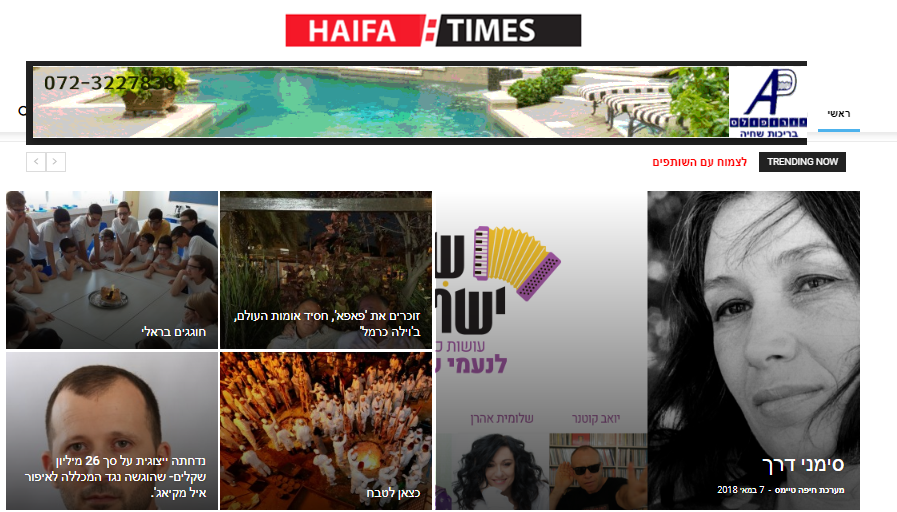 HAIFA TIMES
072-3227838
יורופולס
בריכות שחיה
ראשי
TRENDING NOW
לצמוח עם השותפים
סימני דרך
מערכת חיפה טיימס - 7 במאי 2018
עושות
לנעמי
יואב קוטנר
שלומית אהרן
זוכרים את 'פאפא', חסיד אומות העולם,
ב'וילה כרמל'
חוגגים בראלי
כצאן לטבח
נדחתה ייצוגית על סך 26 מיליון
שקלים- שהוגשה נגד המכללה לאיפור
איל מקיאג'.